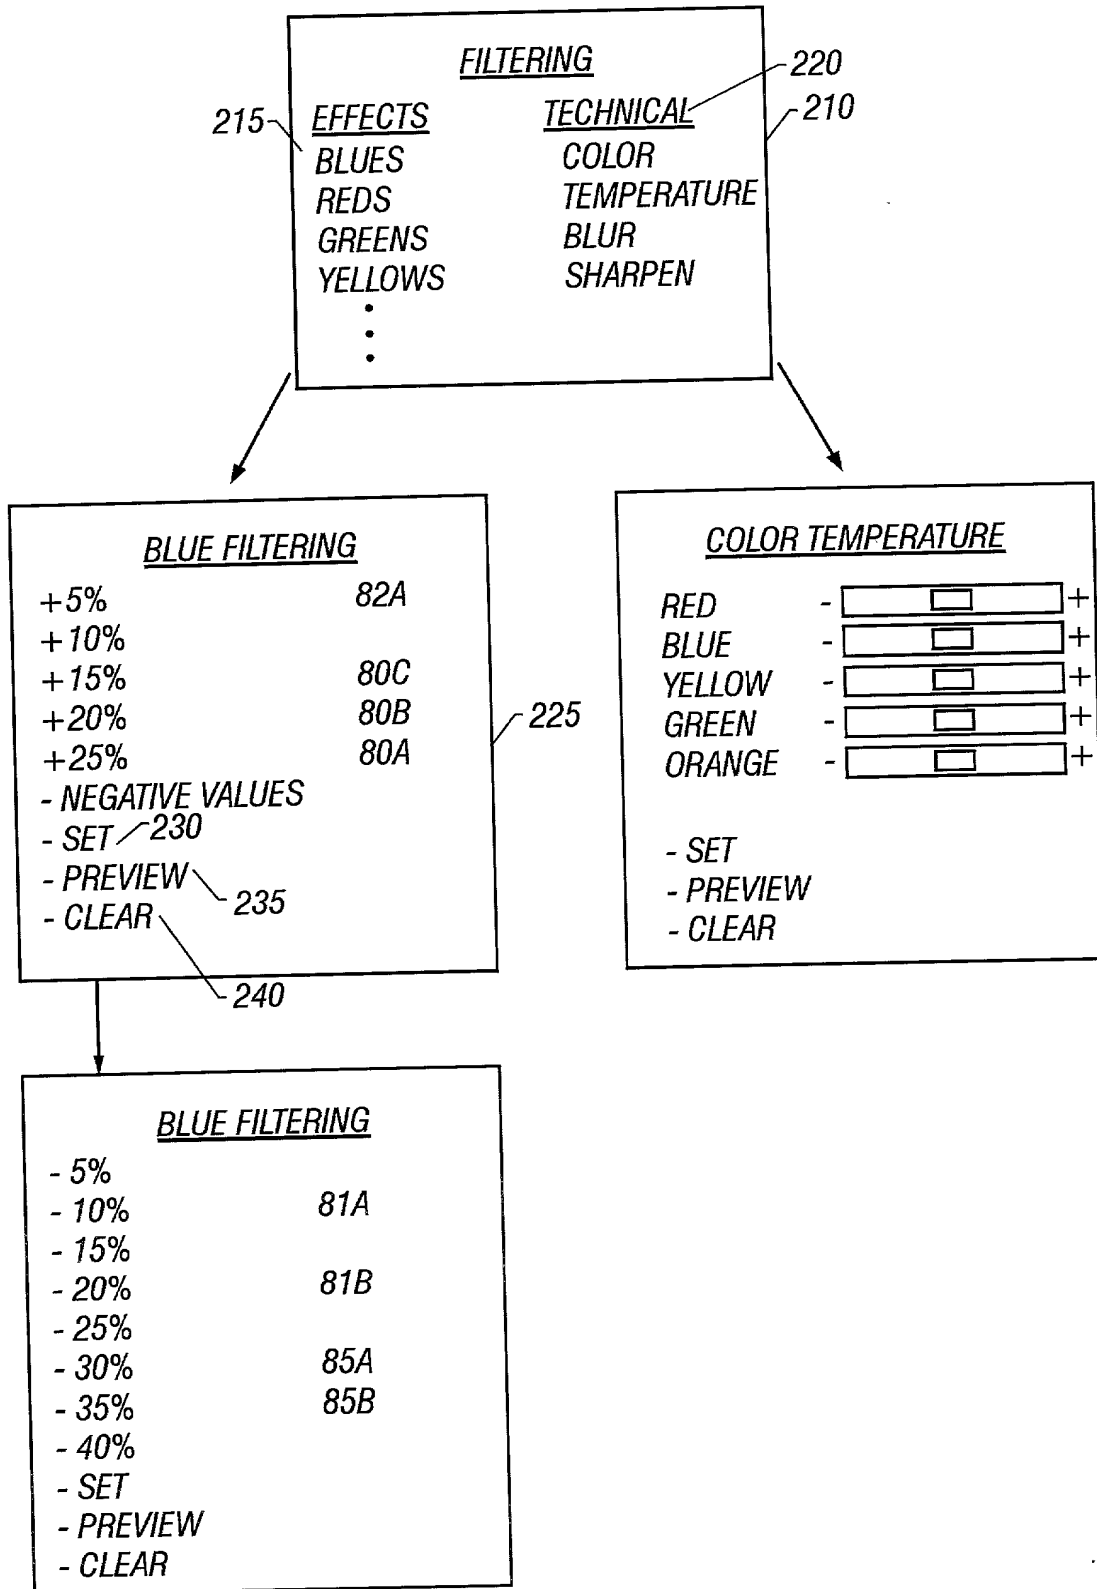 FILTERING
220
215 EFFECTS TECHNICAL 210
BLUES COLOR
REDS TEMPERATURE
GREENS BLUR
YELLOWS SHARPEN
BLUE FILTERING
+5% 82A
+10%
+15% 80C
+20% 80B
+25% 80A
225
- NEGATIVE VALUES
- SET 230
- PREVIEW 235
- CLEAR 240
COLOR TEMPERATURE
RED - +
BLUE - +
YELLOW - +
GREEN - +
ORANGE - +
- SET
- PREVIEW
- CLEAR
BLUE FILTERING
- 5%
- 10% 81A
- 15%
- 20% 81B
- 25%
- 30% 85A
- 35% 85B
- 40%
- SET
- PREVIEW
- CLEAR